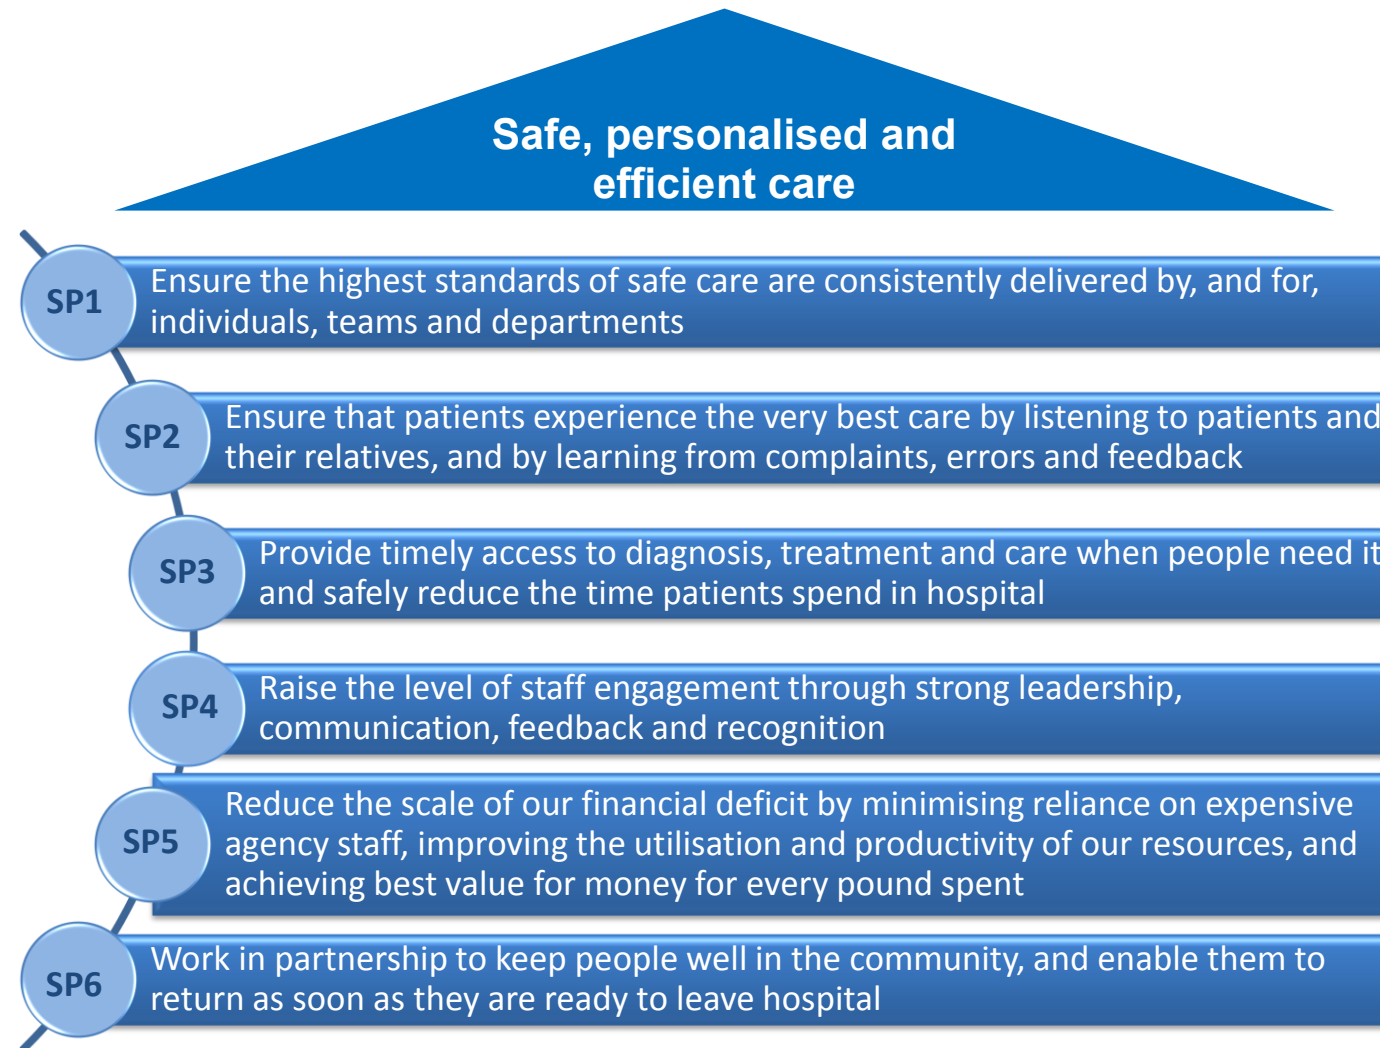 Safe, personalised and
efficient care
SP1
Ensure the highest standards of safe care are consistently delivered by, and for,
individuals, teams and departments
SP2
Ensure that patients experience the very best care by listening to patients and
their relatives, and by learning from complaints, errors and feedback
SP3
Provide timely access to diagnosis, treatment and care when people need it
and safely reduce the time patients spend in hospital
SP4
Raise the level of staff engagement through strong leadership,
communication, feedback and recognition
SP5
Reduce the scale of our financial deficit by minimising reliance on expensive
agency staff, improving the utilisation and productivity of our resources, and
achieving best value for money for every pound spent
SP6
Work in partnership to keep people well in the community, and enable them to
return as soon as they are ready to leave hospital